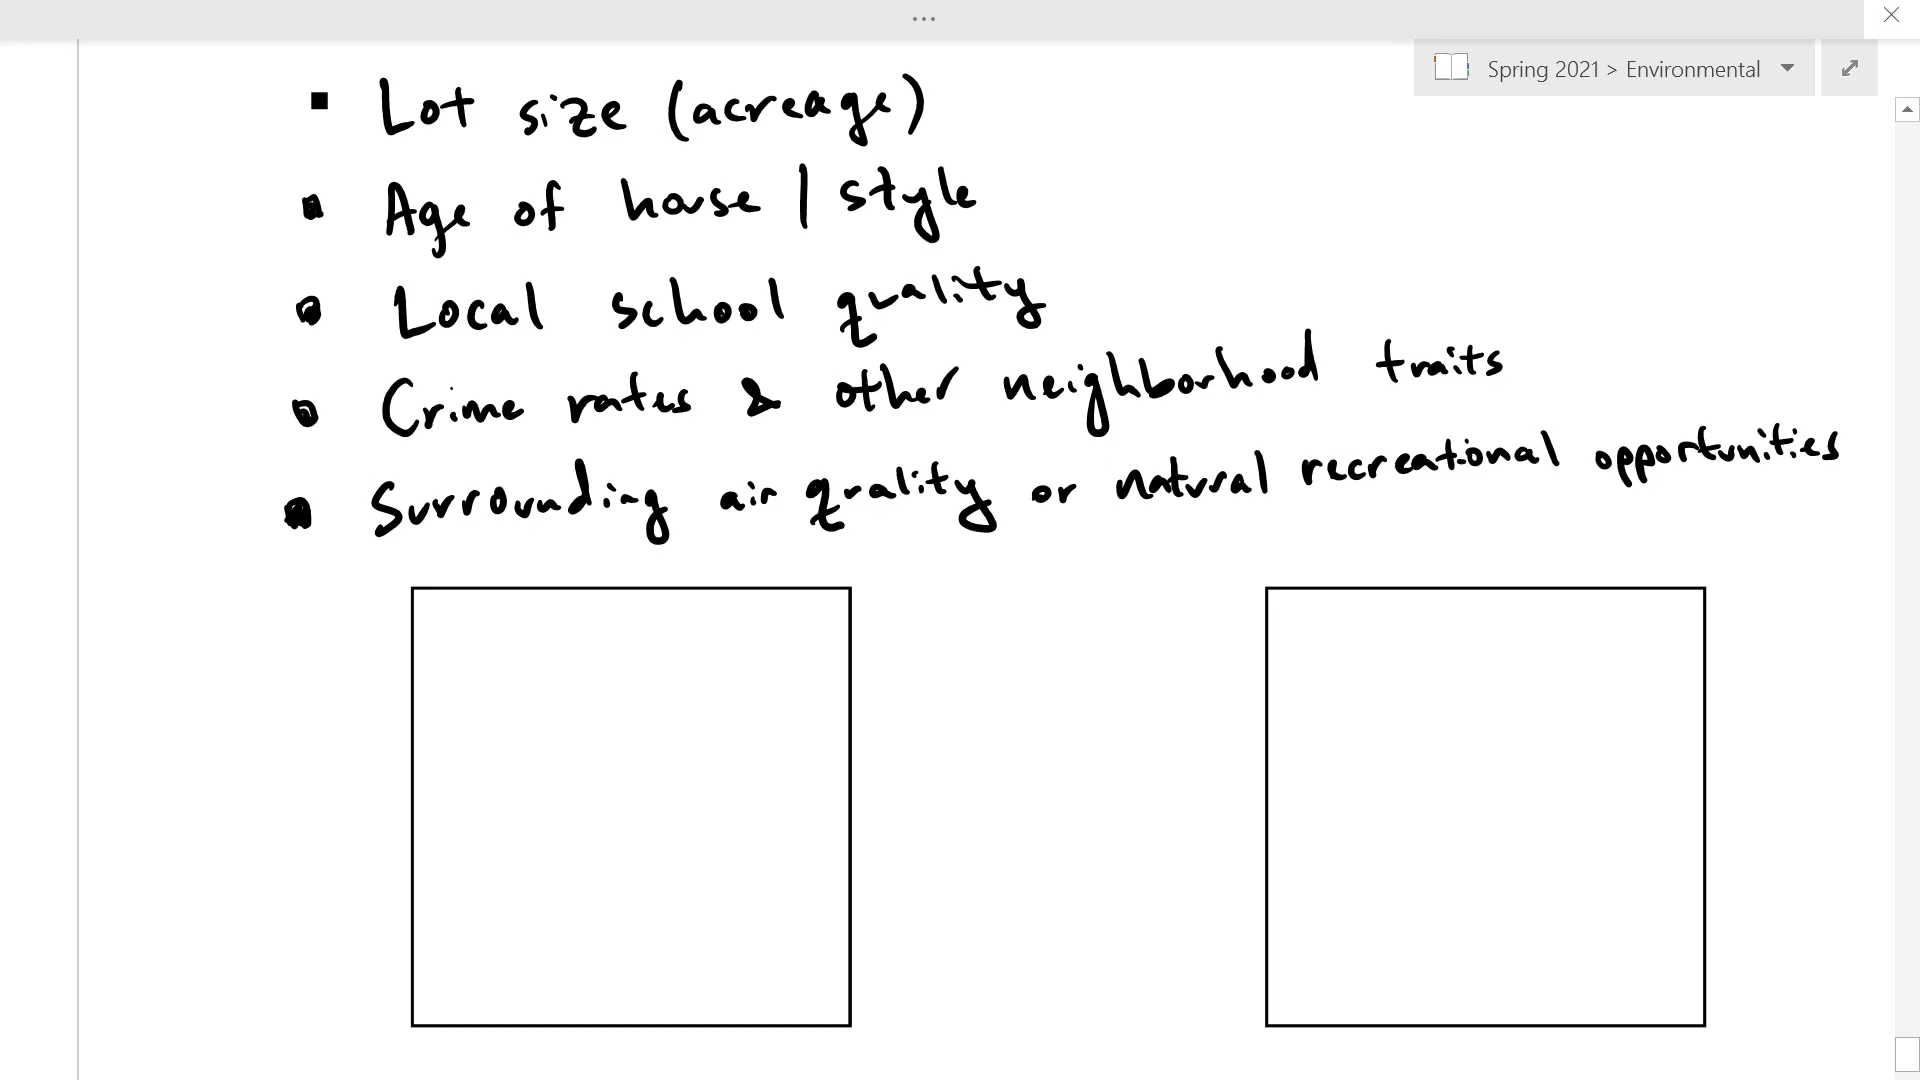 ...
Spring 2021 > Environmental
▪ Lot size (acreage)
▪ Age of house / style
▪ Local school quality
▪ Crime rates & other neighborhood traits
▪ Surrounding air quality or natural recreational opportunities